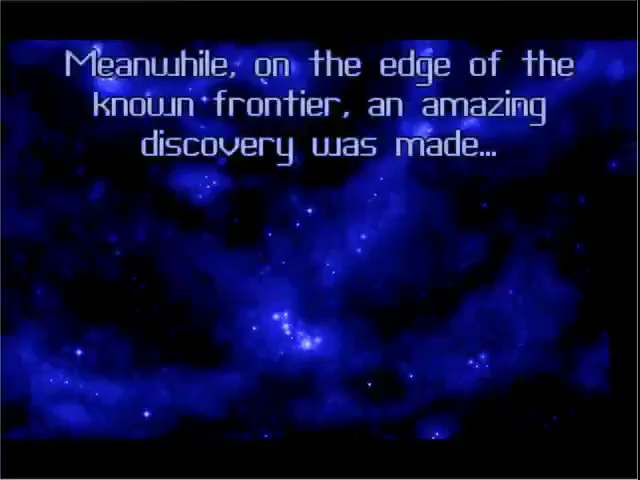 Meanwhile, on the edge of the
known frontier, an amazing
discovery was made...